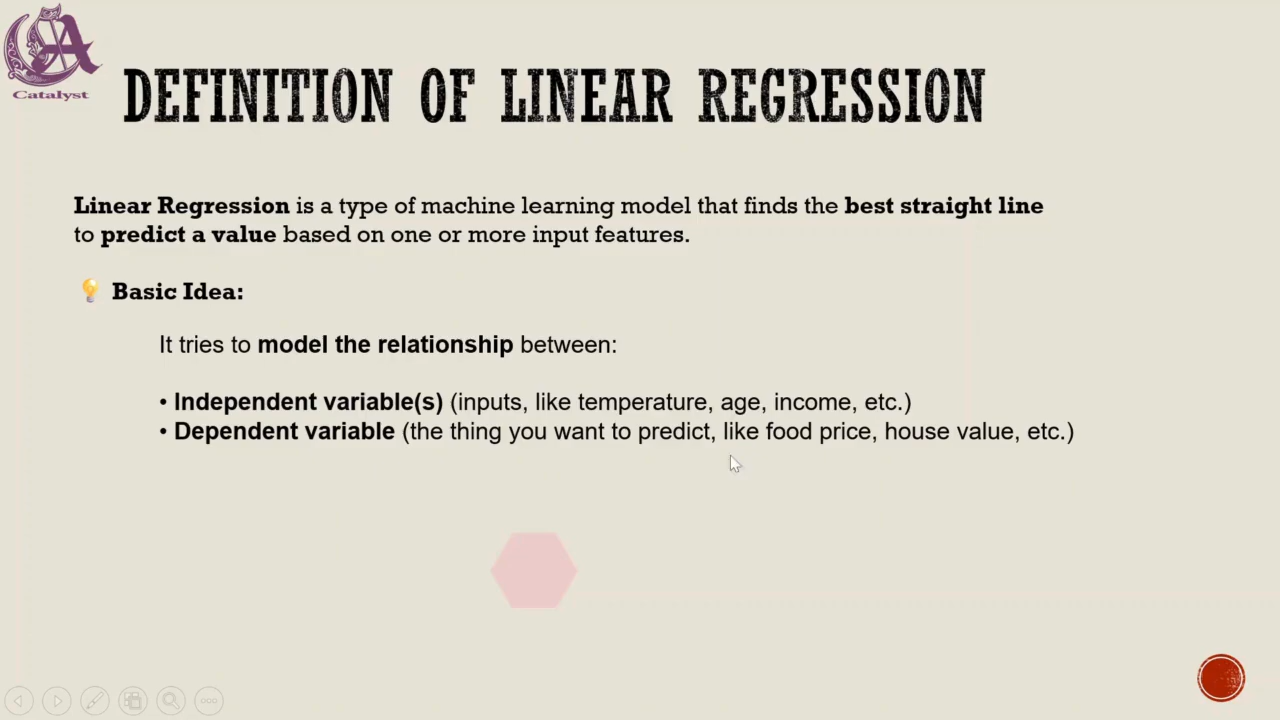 Catalyst
DEFINITION OF LINEAR REGRESSION
Linear Regression is a type of machine learning model that finds the best straight line
to predict a value based on one or more input features.
💡 Basic Idea:
It tries to model the relationship between:
• Independent variable(s) (inputs, like temperature, age, income, etc.)
• Dependent variable (the thing you want to predict, like food price, house value, etc.)